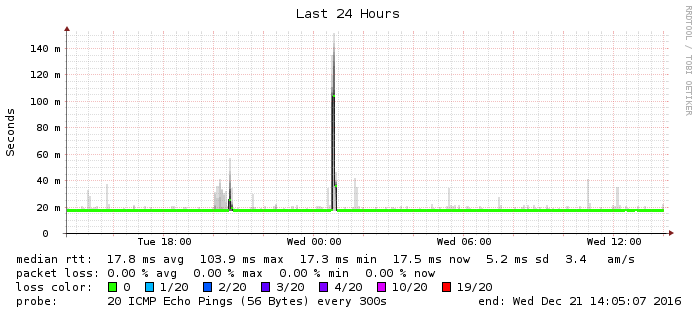 Last 24 Hours
RRDTOOL / TOBI OETIKER
Seconds
140 m
120 m
100 m
80 m
60 m
40 m
20 m
0
Tue 18:00 Wed 00:00 Wed 06:00 Wed 12:00
median rtt: 17.8 ms avg 103.9 ms max 17.3 ms min 17.5 ms now 5.2 ms sd 3.4 am/s
packet loss: 0.00 % avg 0.00 % max 0.00 % min 0.00 % now
loss color: 0 1/20 2/20 3/20 4/20 10/20 19/20
probe: 20 ICMP Echo Pings (56 Bytes) every 300s end: Wed Dec 21 14:05:07 2016